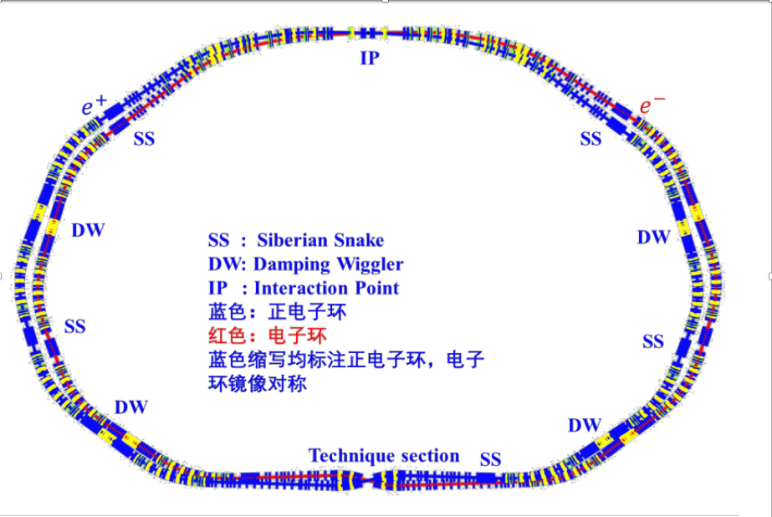 IP
e⁺
e⁻
SS
SS
DW
DW
SS : Siberian Snake
DW: Damping Wiggler
IP : Interaction Point
蓝色：正电子环
红色：电子环
蓝色缩写均标注正电子环，电子
环镜像对称
SS
SS
DW
DW
Technique section
SS